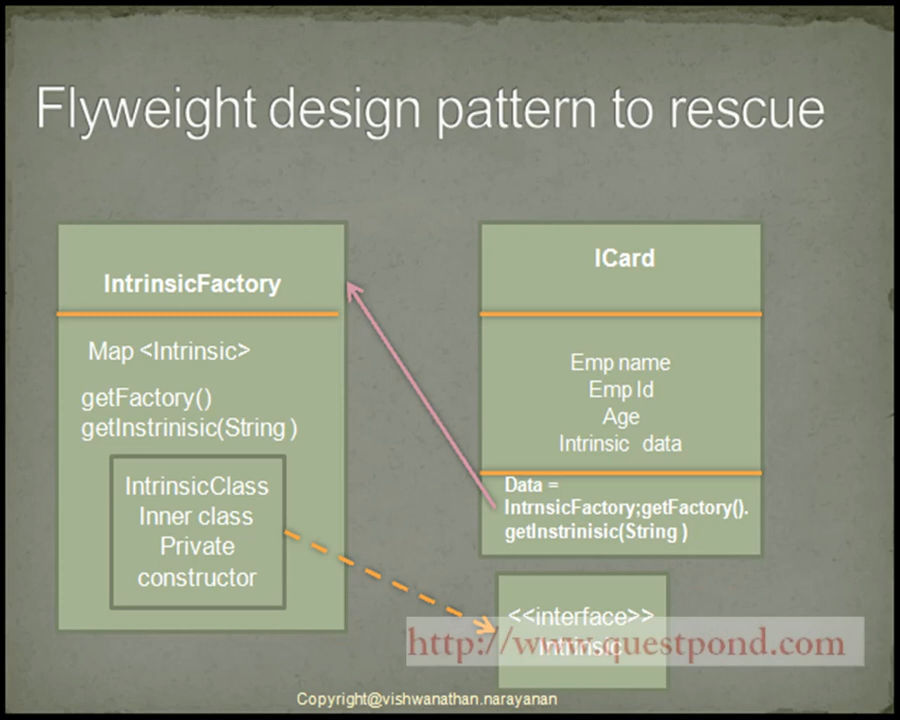 Flyweight design pattern to rescue
IntrinsicFactory
Map <Intrinsic>
getFactory()
getInstrinisic(String )
IntrinsicClass
Inner class
Private
constructor
ICard
Emp name
Emp Id
Age
Intrinsic data
Data =
IntrnsicFactory;getFactory().
getInstrinisic(String )
<<interface>>
Intrinsic
http://www.questpond.com
Copyright@vishwanathan.narayanan